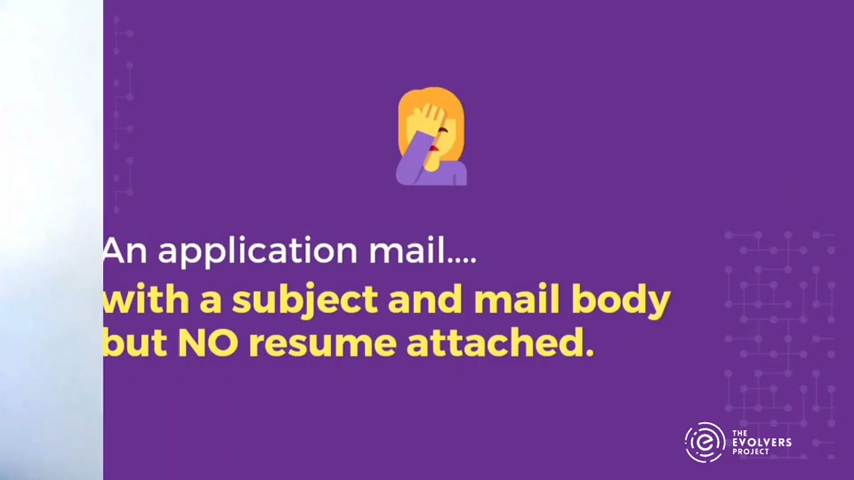 An application mail....
with a subject and mail body
but NO resume attached.
THE
EVOLVERS
PROJECT